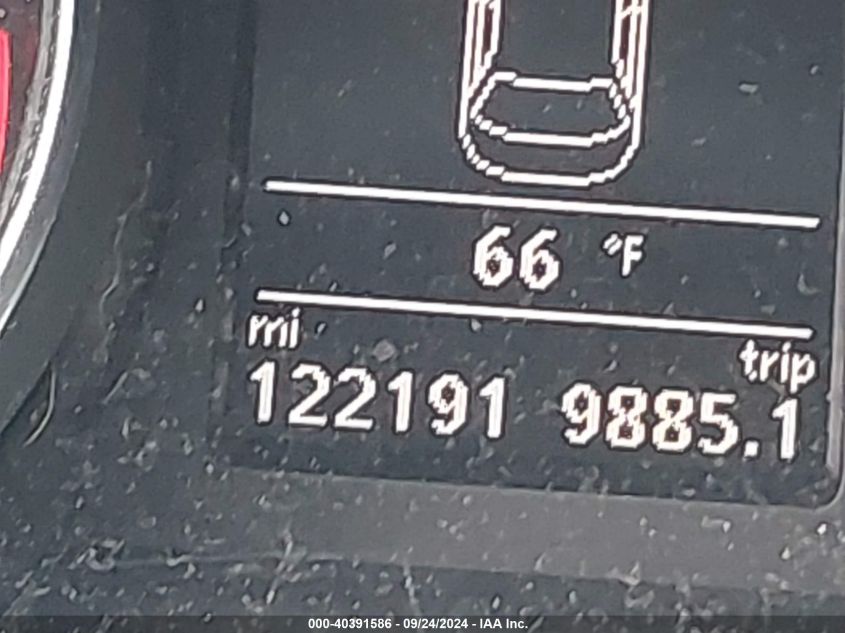 66 °F
mi trip
122191 9885.1
000-40391586 - 09/24/2024 - IAA Inc.